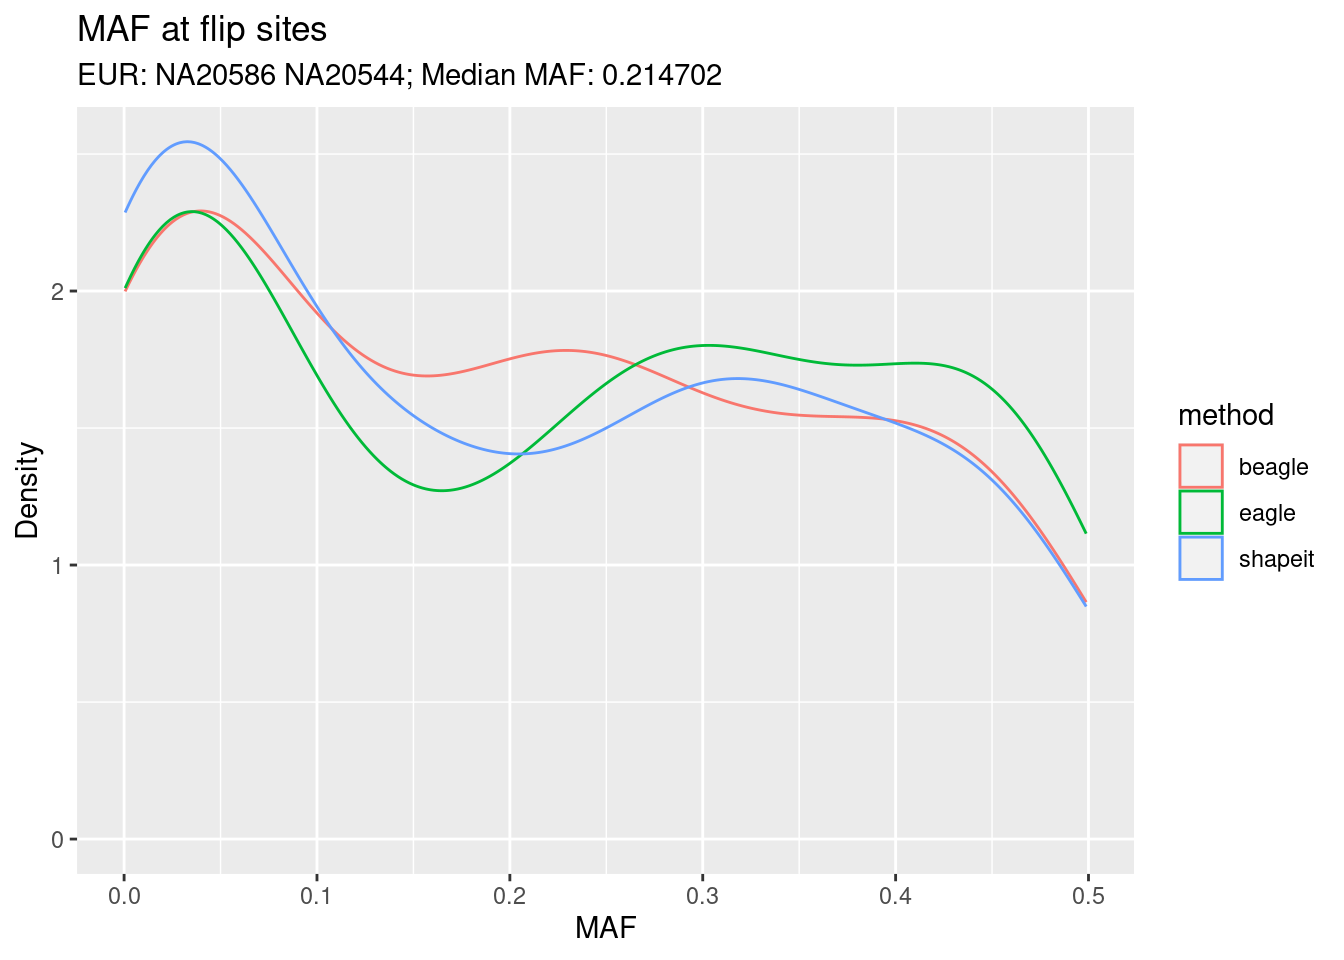 MAF at flip sites
EUR: NA20586 NA20544; Median MAF: 0.214702
Density
2
1
0
0.0 0.1 0.2 0.3 0.4 0.5
MAF
method
beagle
eagle
shapeit